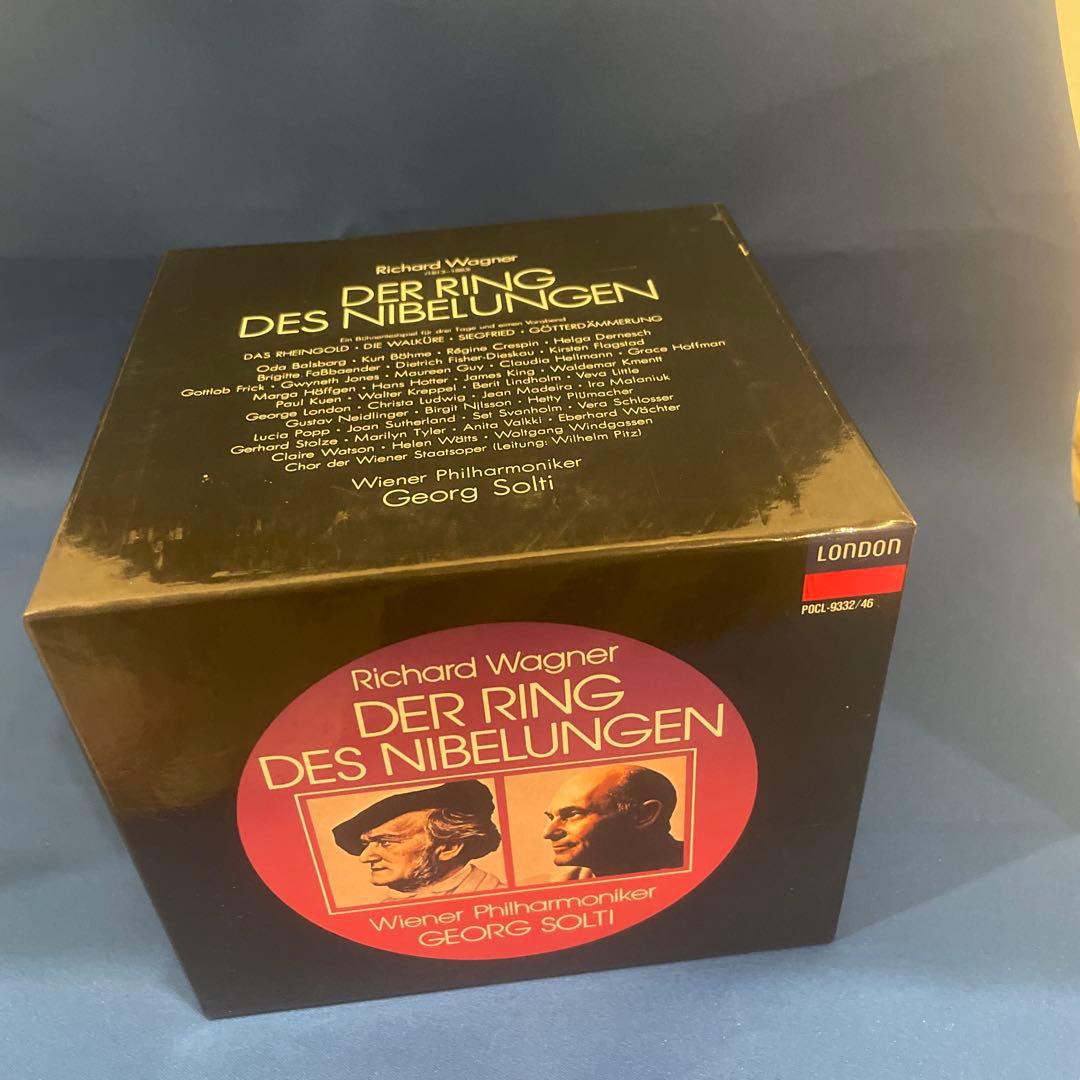 Richard Wagner
(1813-1883)
DER RING
DES NIBELUNGEN
Ein Bühnenfestspiel für drei Tage und einen Vorabend
DAS RHEINGOLD · DIE WALKÜRE · SIEGFRIED · GÖTTERDÄMMERUNG
Oda Balsborg · Kurt Böhme · Régine Crespin · Helga Dernesch
Brigitte Faßbaender · Dietrich Fisher-Dieskau · Kirsten Flagstad
Gottlob Frick · Gwyneth Jones · Maureen Guy · Claudia Hellmann · Grace Hoffman
Marga Höffgen · Hans Hotter · James King · Waldemar Kmentt
Paul Kuen · Walter Kreppel · Berit Lindholm · Veva Little
George London · Christa Ludwig · Jean Madeira · Ira Malaniuk
Gustav Neidlinger · Birgit Nilsson · Hetty Plümacher
Lucia Popp · Joan Sutherland · Set Svanholm · Vera Schlosser
Gerhard Stolze · Marilyn Tyler · Anita Valkki · Eberhard Wächter
Claire Watson · Helen Watts · Wolfgang Windgassen
Chor der Wiener Staatsoper (Leitung: Wilhelm Pitz)
Wiener Philharmoniker
Georg Solti
LONDON
POCL-9332/46
Richard Wagner
DER RING
DES NIBELUNGEN
Wiener Philharmoniker
GEORG SOLTI